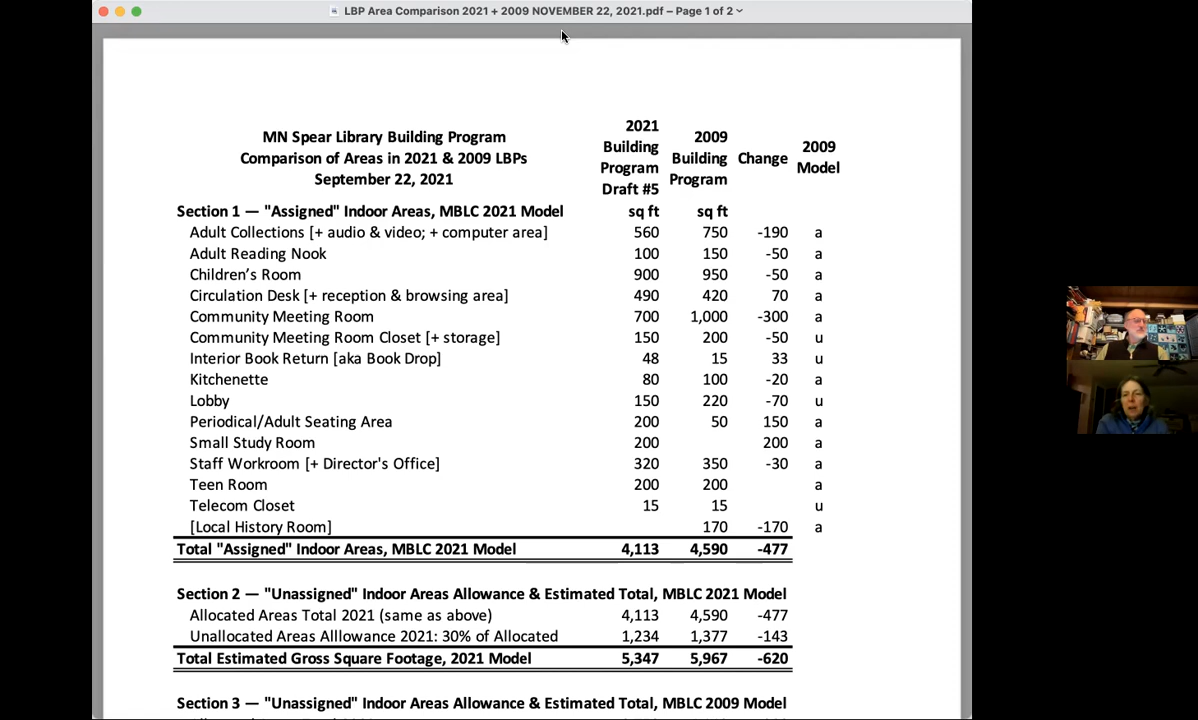 LBP Area Comparison 2021 + 2009 NOVEMBER 22, 2021.pdf – Page 1 of 2
MN Spear Library Building Program
Comparison of Areas in 2021 & 2009 LBPs
September 22, 2021
2021 Building Program Draft #5
2009 Building Program
Change
2009 Model
Section 1 — "Assigned" Indoor Areas, MBLC 2021 Model sq ft sq ft
Adult Collections [+ audio & video; + computer area] 560 750 -190 a
Adult Reading Nook 100 150 -50 a
Children’s Room 900 950 -50 a
Circulation Desk [+ reception & browsing area] 490 420 70 a
Community Meeting Room 700 1,000 -300 a
Community Meeting Room Closet [+ storage] 150 200 -50 u
Interior Book Return [aka Book Drop] 48 15 33 u
Kitchenette 80 100 -20 a
Lobby 150 220 -70 u
Periodical/Adult Seating Area 200 50 150 a
Small Study Room 200 200 a
Staff Workroom [+ Director's Office] 320 350 -30 a
Teen Room 200 200 a
Telecom Closet 15 15 u
[Local History Room] 170 -170 a
Total "Assigned" Indoor Areas, MBLC 2021 Model 4,113 4,590 -477
Section 2 — "Unassigned" Indoor Areas Allowance & Estimated Total, MBLC 2021 Model
Allocated Areas Total 2021 (same as above) 4,113 4,590 -477
Unallocated Areas Alllowance 2021: 30% of Allocated 1,234 1,377 -143
Total Estimated Gross Square Footage, 2021 Model 5,347 5,967 -620
Section 3 — "Unassigned" Indoor Areas Allowance & Estimated Total, MBLC 2009 Model